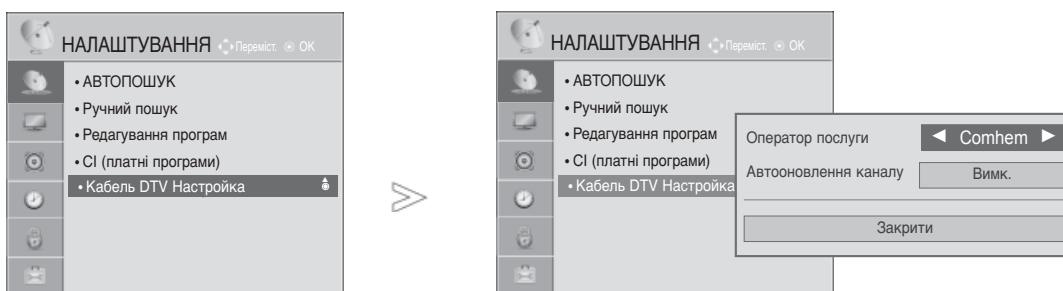 НАЛАШТУВАННЯ Переміст. OK
• АВТОПОШУК
• Ручний пошук
• Редагування програм
• CI (платні програми)
• Кабель DTV Настройка
НАЛАШТУВАННЯ Переміст. OK
• АВТОПОШУК
• Ручний пошук
• Редагування програм
• CI (платні програми)
• Кабель DTV Настройка
Оператор послуги ◄ Comhem ►
Автооновлення каналу Вимк.
Закрити